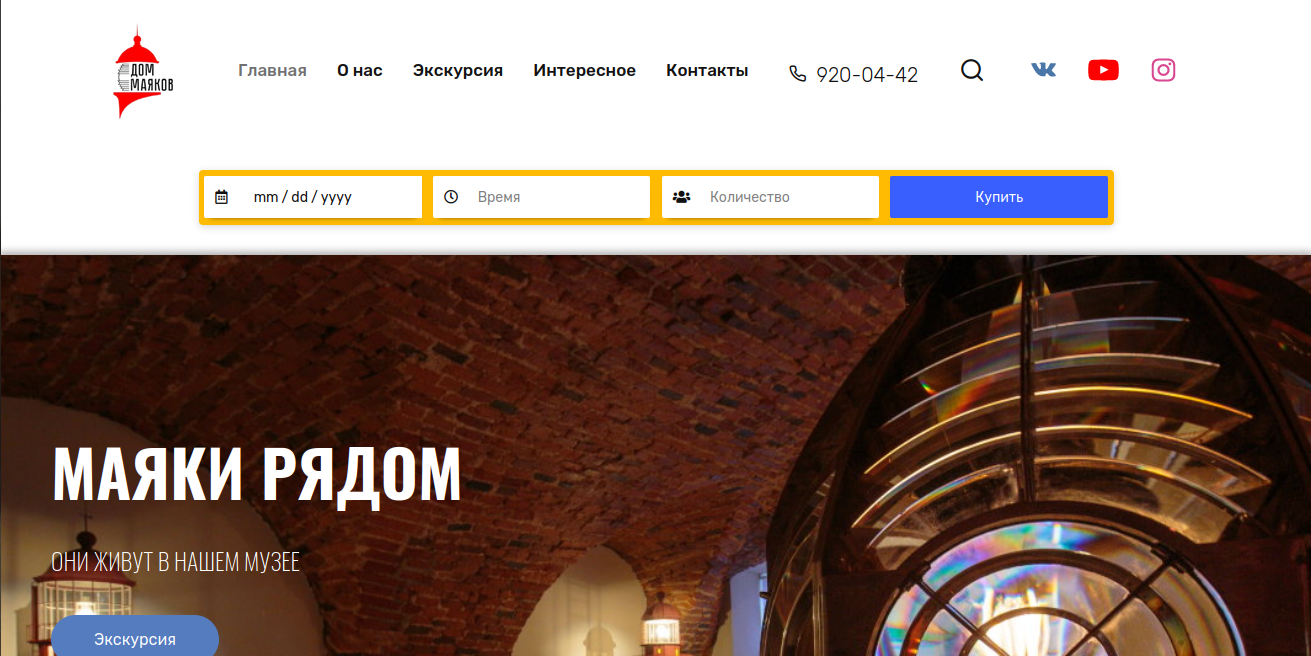 ДОМ
МАЯКОВ
Главная О нас Экскурсия Интересное Контакты 920-04-42
mm / dd / yyyy Время Количество Купить
МАЯКИ РЯДОМ
ОНИ ЖИВУТ В НАШЕМ МУЗЕЕ
Экскурсия